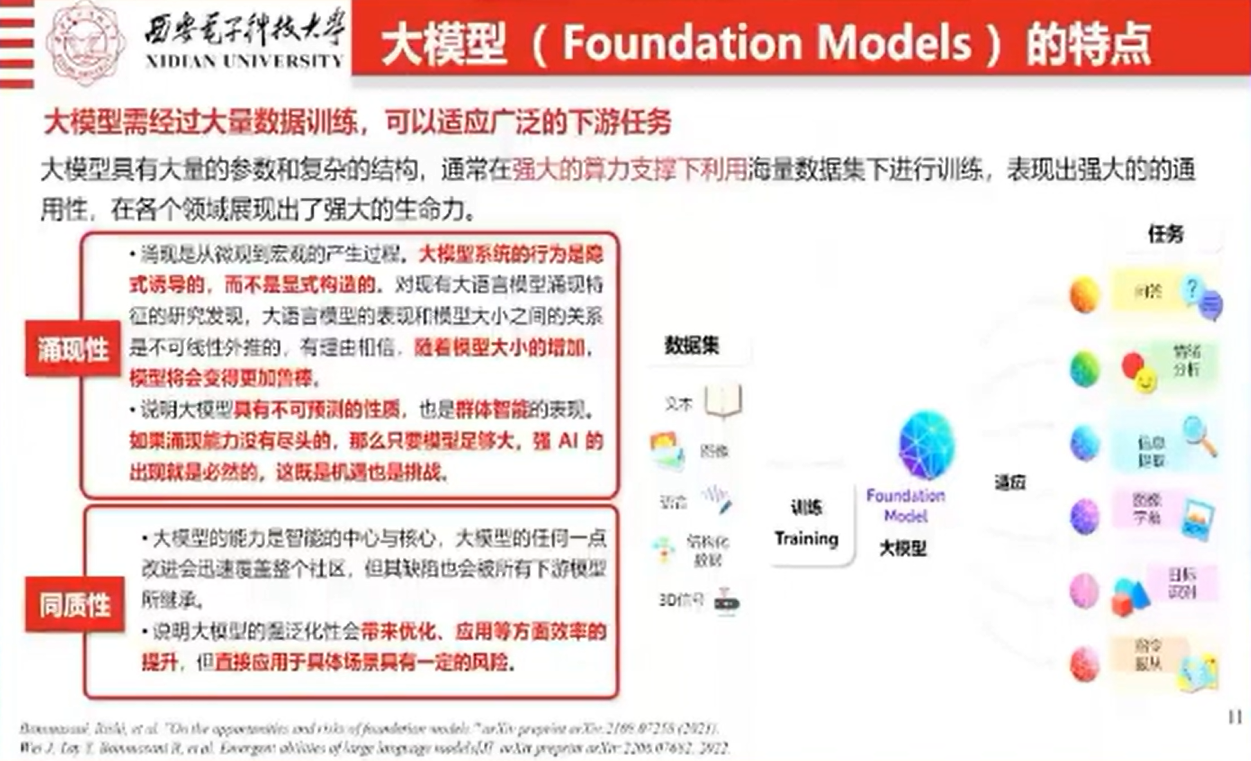 西安电子科技大学
XIDIAN UNIVERSITY
大模型（Foundation Models）的特点
大模型需经过大量数据训练，可以适应广泛的下游任务
大模型具有大量的参数和复杂的结构，通常在强大的算力支撑下利用海量数据集下进行训练，表现出强大的的通
用性，在各个领域展现出了强大的生命力。
涌现性
• 涌现是从微观到宏观的产生过程，大模型系统的行为是隐
式诱导的，而不是显式构造的。对现有大语言模型涌现特
征的研究发现，大语言模型的表现和模型大小之间的关系
是不可线性外推的，有理由相信，随着模型大小的增加，
模型将会变得更加鲁棒。
• 说明大模型具有不可预测的性质，也是群体智能的表现。
如果涌现能力没有尽头的，那么只要模型足够大，强 AI 的
出现就是必然的，这既是机遇也是挑战。
同质性
• 大模型的能力是智能的中心与核心，大模型的任何一点
改进会迅速覆盖整个社区，但其缺陷也会被所有下游模型
所继承。
• 说明大模型的强泛化性会带来优化、应用等方面效率的
提升，但直接应用于具体场景具有一定的风险。
数据集
文本
图像
语言
结构化
数据
3D信号
训练
Training
Foundation
Model
大模型
适应
任务
问答
情绪
分析
信息
提取
图像
字幕
目标
识别
指令
服从
Bommasani, Rishi, et al. "On the opportunities and risks of foundation models." arXiv preprint arXiv:2108.07258 (2021).
Wei J, Tay Y, Bommasani R, et al. Emergent abilities of large language models[J]. arXiv preprint arXiv:2206.07682, 2022.
11